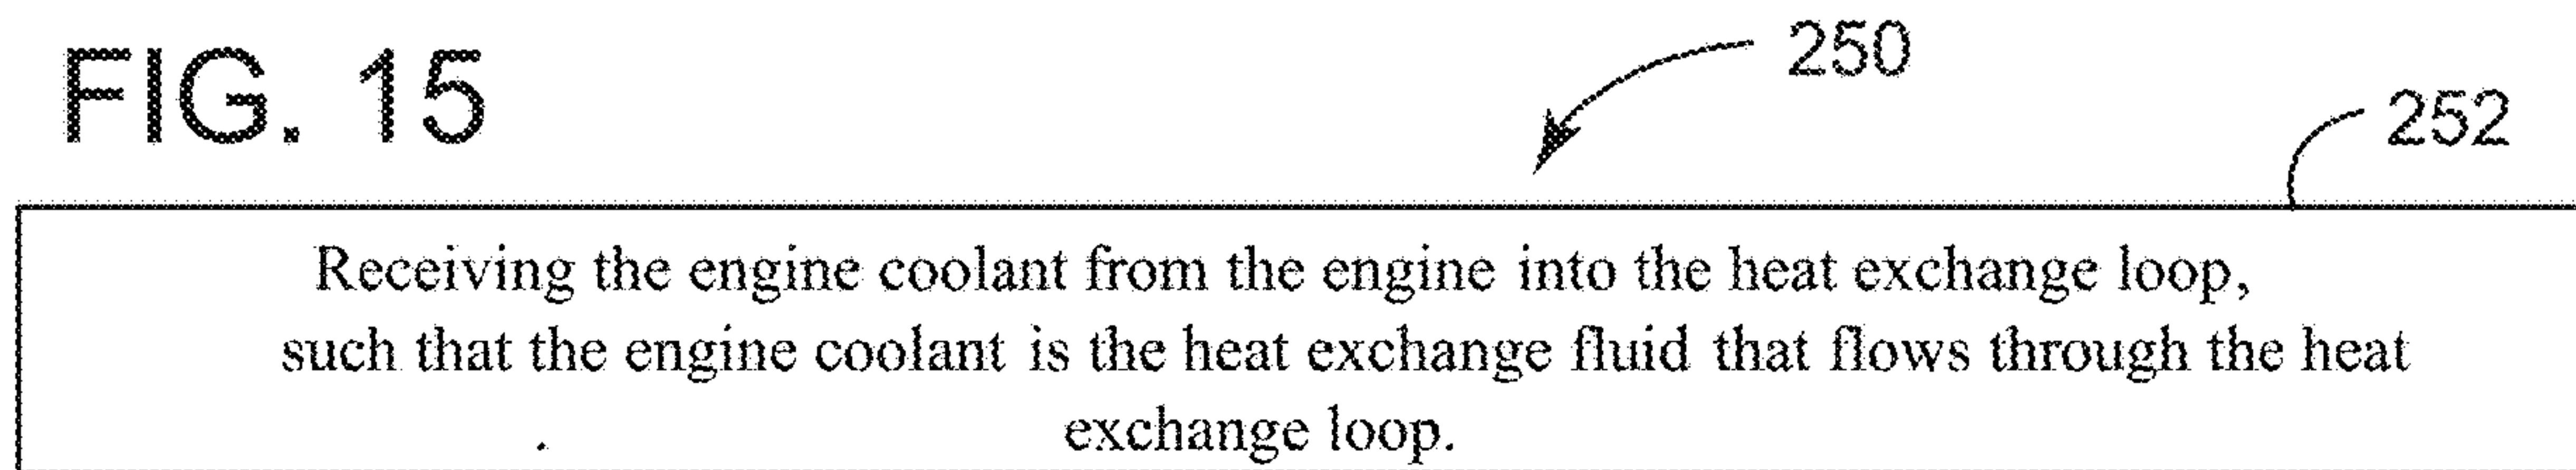 FIG. 15
250
252
Receiving the engine coolant from the engine into the heat exchange loop,
such that the engine coolant is the heat exchange fluid that flows through the heat
exchange loop.